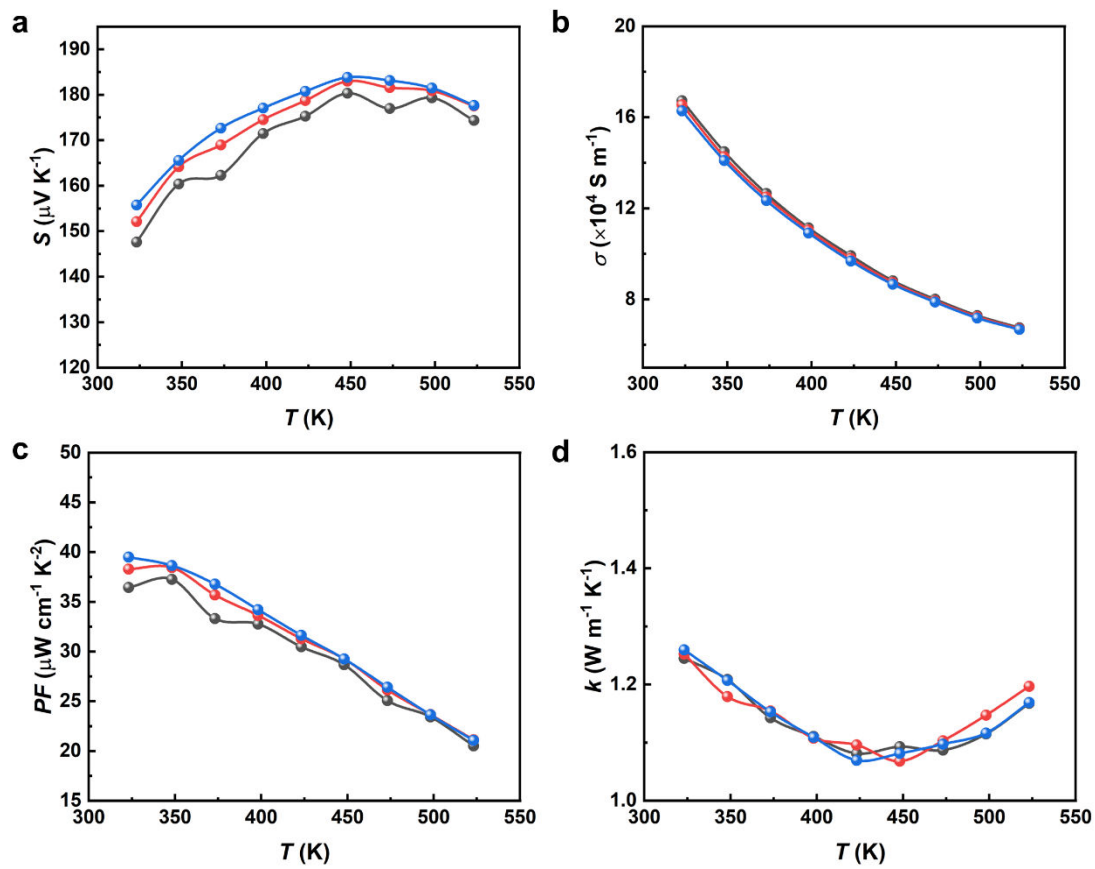 a
190
180
170
160
150
140
130
120
S (μV K⁻¹)
300 350 400 450 500 550
T (K)
b
20
16
12
8
σ (×10⁴ S m⁻¹)
300 350 400 450 500 550
T (K)
c
50
45
40
35
30
25
20
15
PF (μW cm⁻¹ K⁻²)
300 350 400 450 500 550
T (K)
d
1.6
1.4
1.2
1.0
k (W m⁻¹ K⁻¹)
300 350 400 450 500 550
T (K)